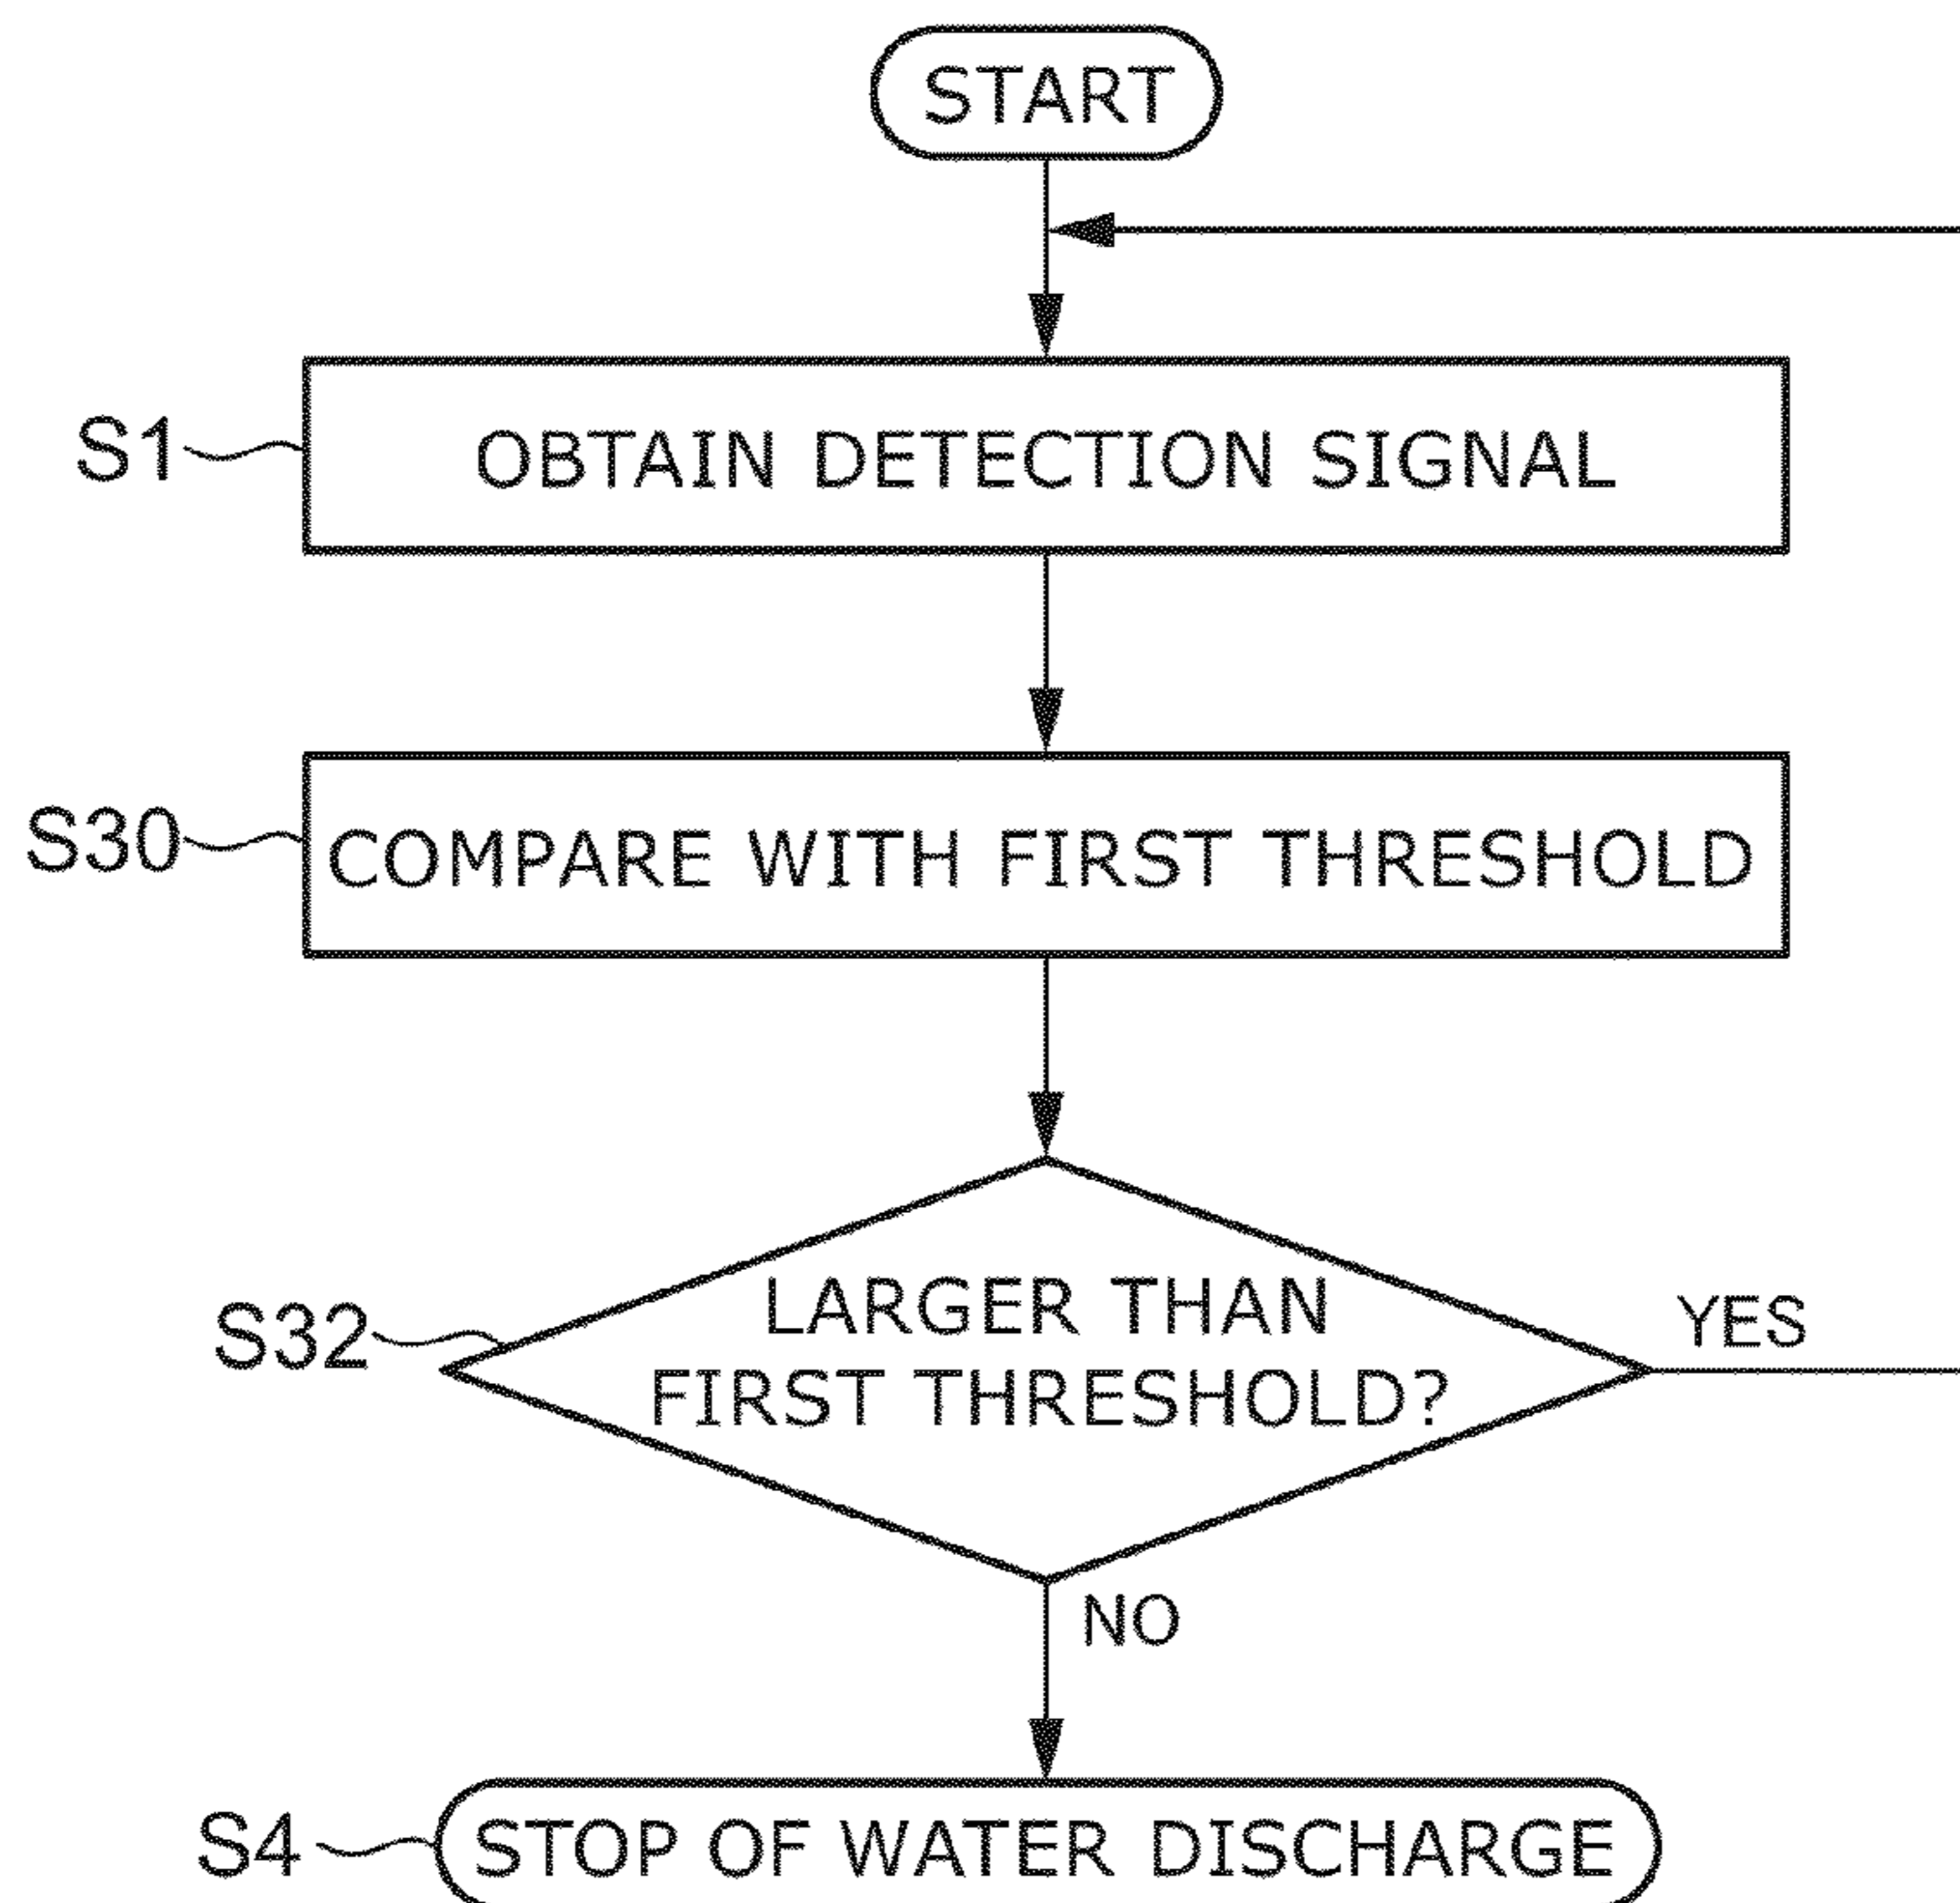 START
S1
OBTAIN DETECTION SIGNAL
S30
COMPARE WITH FIRST THRESHOLD
S32
LARGER THAN
FIRST THRESHOLD?
YES
NO
S4
STOP OF WATER DISCHARGE